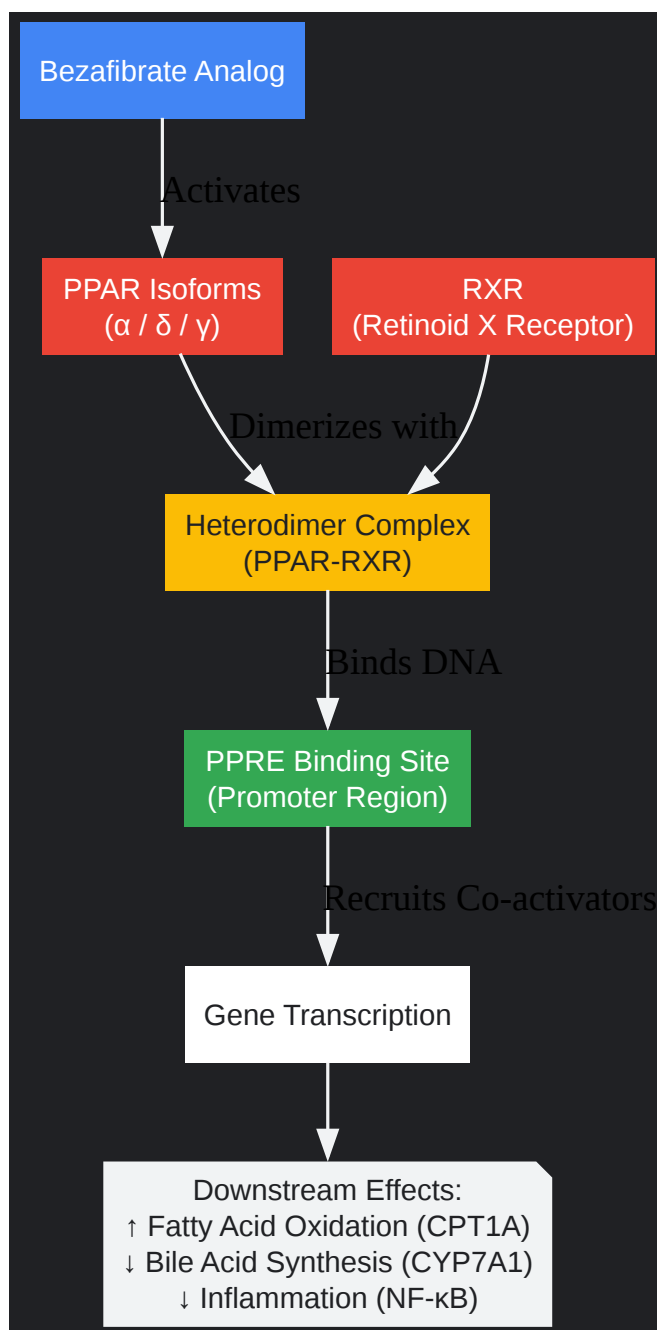 Bezafibrate Analog
Activates
PPAR Isoforms
(α / δ / γ)
RXR
(Retinoid X Receptor)
Dimerizes with
Heterodimer Complex
(PPAR-RXR)
Binds DNA
PPRE Binding Site
(Promoter Region)
Recruits Co-activators
Gene Transcription
Downstream Effects:
↑ Fatty Acid Oxidation (CPT1A)
↓ Bile Acid Synthesis (CYP7A1)
↓ Inflammation (NF-κB)